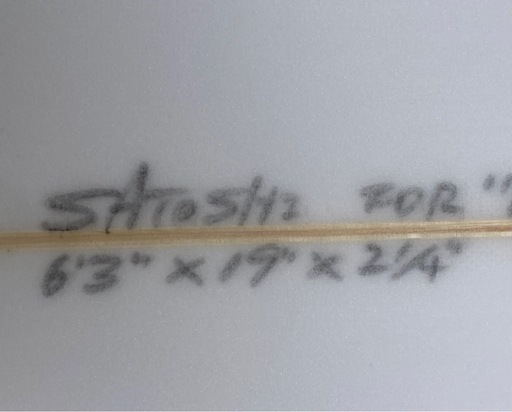 SATOSHI FOR "
6'3" x 19" x 2 1/4"